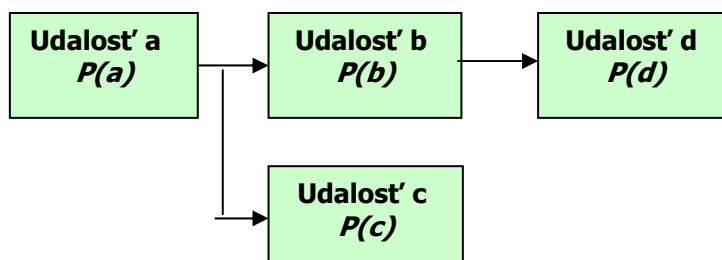 Udalosť a
P(a)
Udalosť b
P(b)
Udalosť d
P(d)
Udalosť c
P(c)